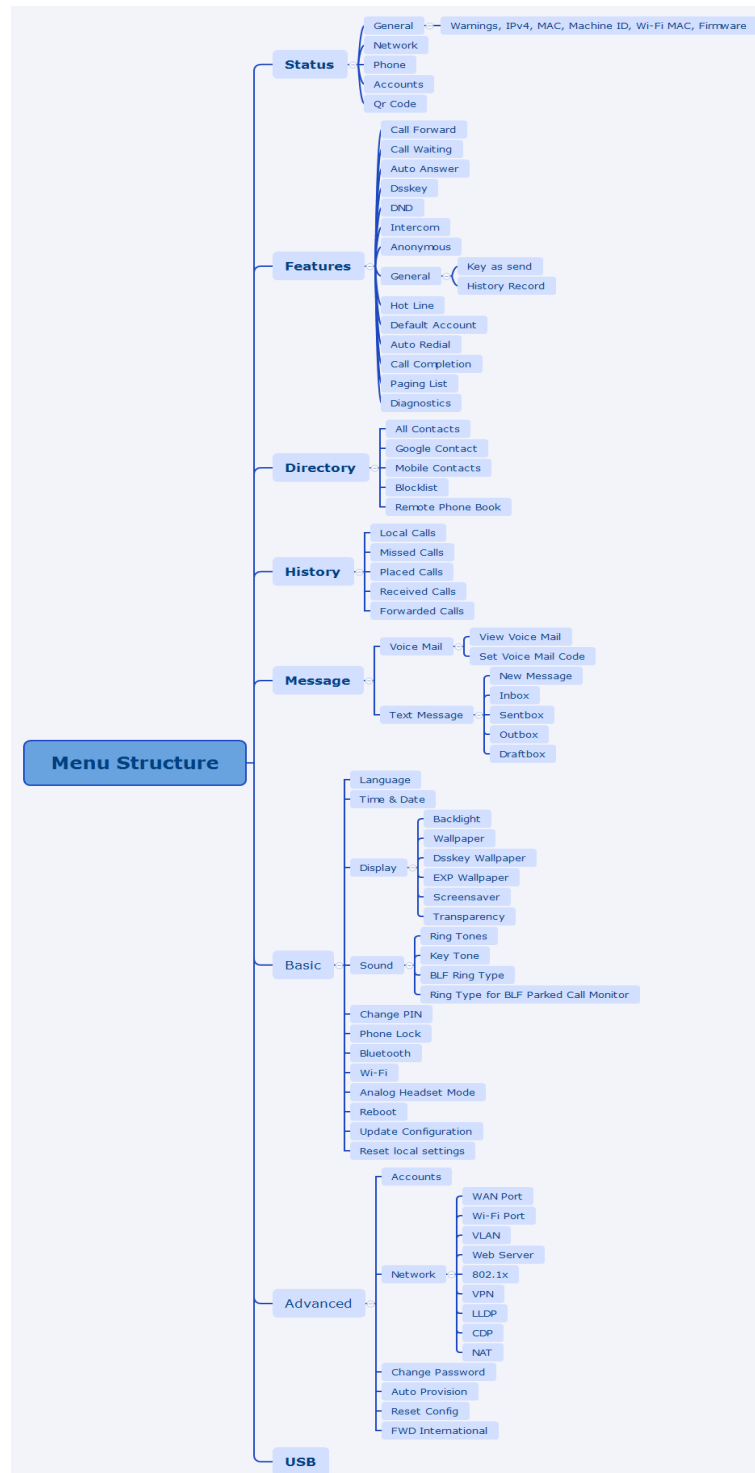 Menu Structure
Status
General
Warnings, IPv4, MAC, Machine ID, Wi-Fi MAC, Firmware
Network
Phone
Accounts
Qr Code
Features
Call Forward
Call Waiting
Auto Answer
Dsskey
DND
Intercom
Anonymous
General
Key as send
History Record
Hot Line
Default Account
Auto Redial
Call Completion
Paging List
Diagnostics
Directory
All Contacts
Google Contact
Mobile Contacts
Blocklist
Remote Phone Book
History
Local Calls
Missed Calls
Placed Calls
Received Calls
Forwarded Calls
Message
Voice Mail
View Voice Mail
Set Voice Mail Code
Text Message
New Message
Inbox
Sentbox
Outbox
Draftbox
Basic
Language
Time & Date
Display
Backlight
Wallpaper
Dsskey Wallpaper
EXP Wallpaper
Screensaver
Transparency
Sound
Ring Tones
Key Tone
BLF Ring Type
Ring Type for BLF Parked Call Monitor
Change PIN
Phone Lock
Bluetooth
Wi-Fi
Analog Headset Mode
Reboot
Update Configuration
Reset local settings
Advanced
Accounts
Network
WAN Port
Wi-Fi Port
VLAN
Web Server
802.1x
VPN
LLDP
CDP
NAT
Change Password
Auto Provision
Reset Config
FWD International
USB